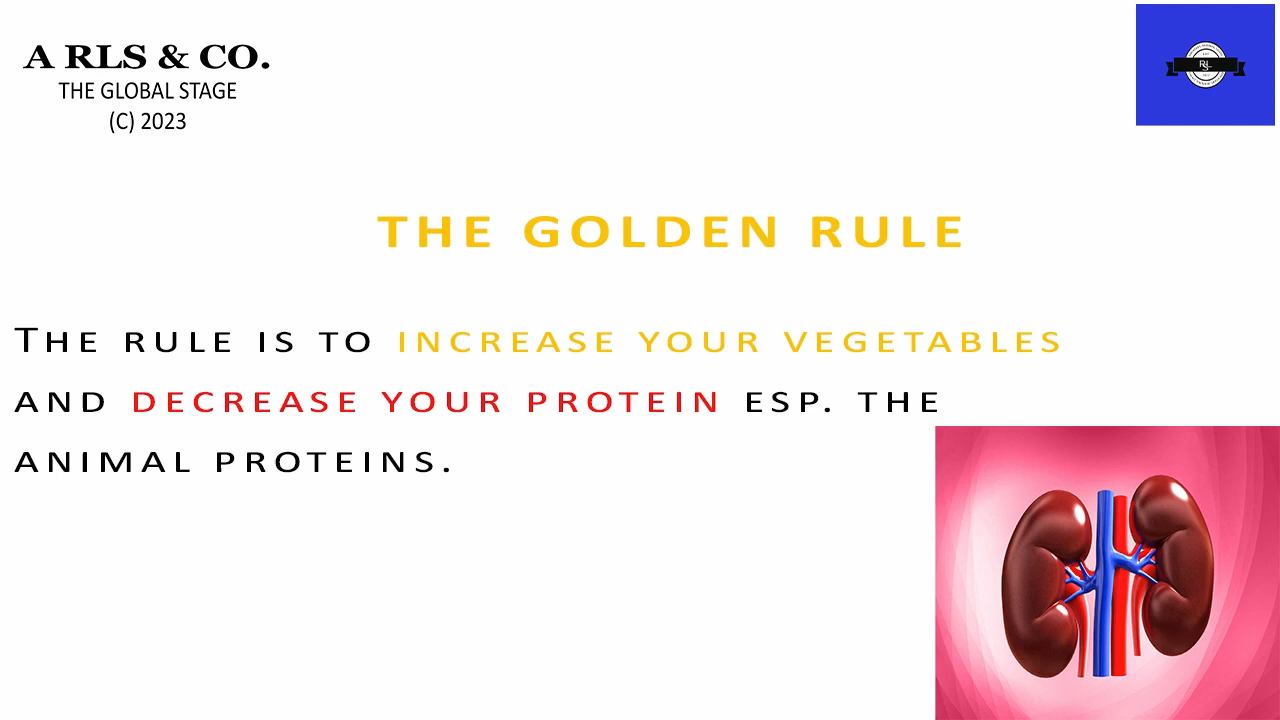 A RLS & CO.
THE GLOBAL STAGE
(C) 2023
THE GOLDEN RULE
THE RULE IS TO INCREASE YOUR VEGETABLES
AND DECREASE YOUR PROTEIN ESP. THE
ANIMAL PROTEINS.